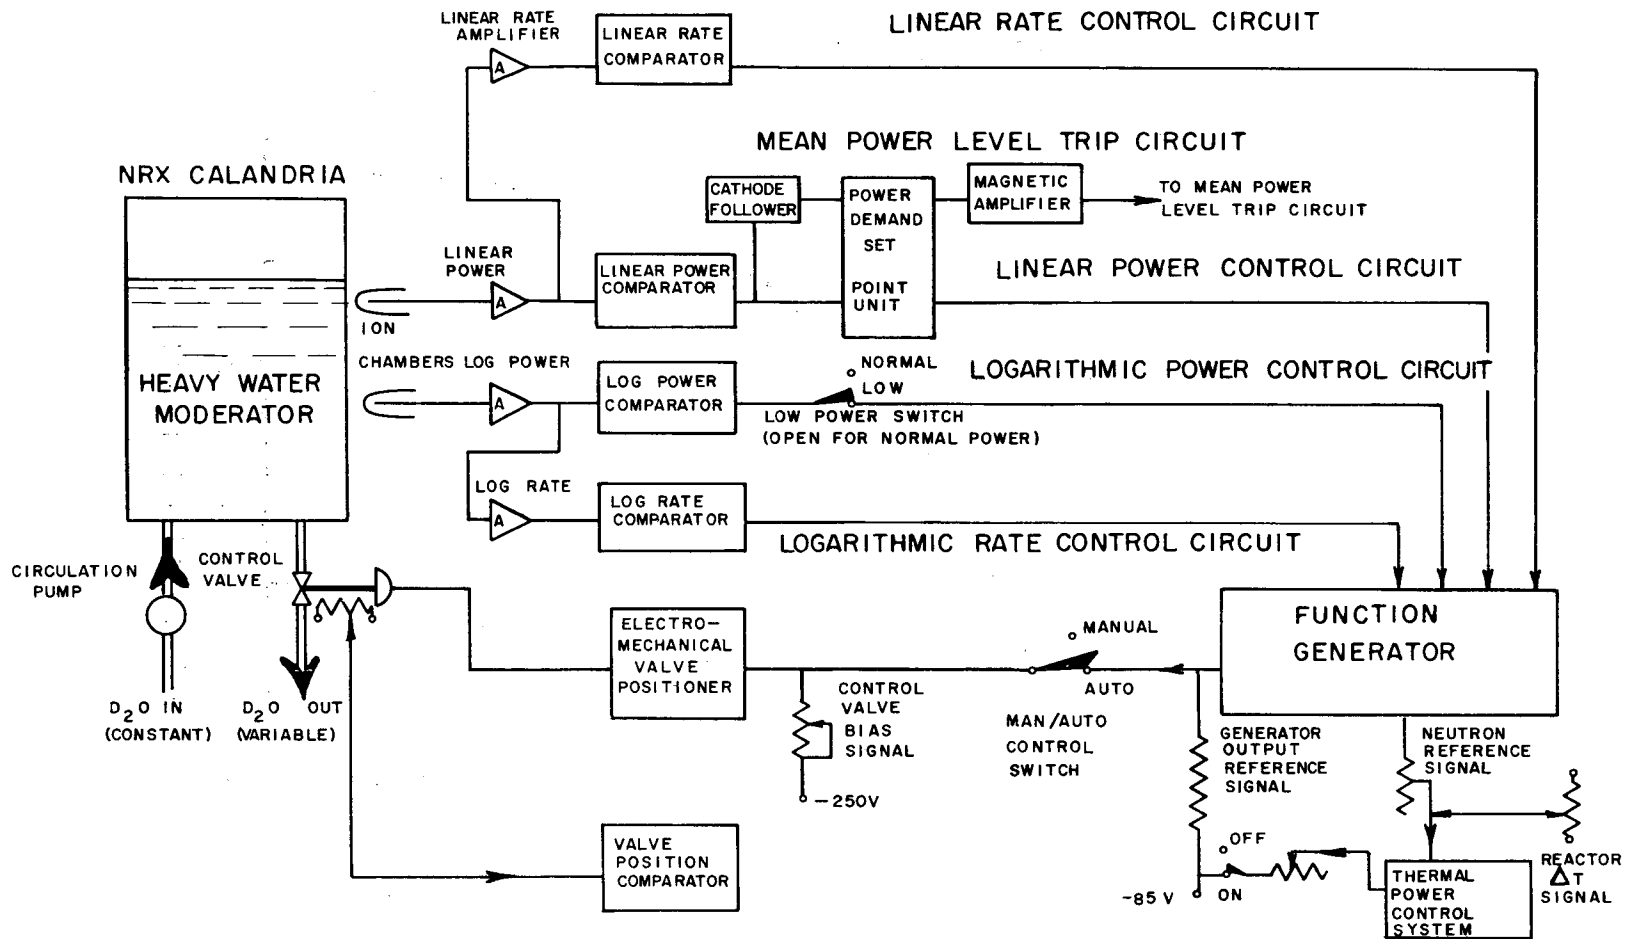 LINEAR RATE
AMPLIFIER
A
LINEAR RATE
COMPARATOR
LINEAR RATE CONTROL CIRCUIT
MEAN POWER LEVEL TRIP CIRCUIT
NRX CALANDRIA
CATHODE
FOLLOWER
POWER
DEMAND
SET
POINT
UNIT
MAGNETIC
AMPLIFIER
TO MEAN POWER
LEVEL TRIP CIRCUIT
LINEAR
POWER
A
LINEAR POWER
COMPARATOR
LINEAR POWER CONTROL CIRCUIT
ION
CHAMBERS
LOG POWER
A
LOG POWER
COMPARATOR
NORMAL
LOW
LOW POWER SWITCH
(OPEN FOR NORMAL POWER)
LOGARITHMIC POWER CONTROL CIRCUIT
HEAVY WATER
MODERATOR
LOG RATE
A
LOG RATE
COMPARATOR
LOGARITHMIC RATE CONTROL CIRCUIT
CIRCULATION
PUMP
CONTROL
VALVE
D2O IN
(CONSTANT)
D2O OUT
(VARIABLE)
ELECTRO-
MECHANICAL
VALVE
POSITIONER
CONTROL
VALVE
BIAS
SIGNAL
-250V
MANUAL
AUTO
MAN/AUTO
CONTROL
SWITCH
FUNCTION
GENERATOR
GENERATOR
OUTPUT
REFERENCE
SIGNAL
NEUTRON
REFERENCE
SIGNAL
VALVE
POSITION
COMPARATOR
OFF
ON
-85 V
THERMAL
POWER
CONTROL
SYSTEM
REACTOR
ΔT
SIGNAL